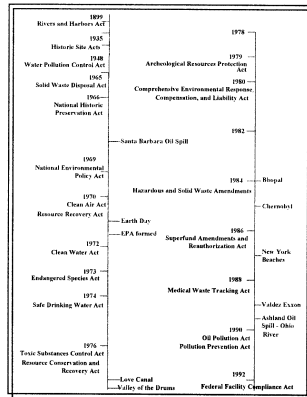 1899
Rivers and Harbors Act
1935
Historic Site Acts
1948
Water Pollution Control Act
1965
Solid Waste Disposal Act
1966
National Historic
Preservation Act
Santa Barbara Oil Spill
1969
National Environmental
Policy Act
1970
Clean Air Act
Resource Recovery Act
Earth Day
EPA formed
1972
Clean Water Act
1973
Endangered Species Act
1974
Safe Drinking Water Act
1976
Toxic Substances Control Act
Resource Conservation and
Recovery Act
Love Canal
Valley of the Drums
1978
1979
Archeological Resources Protection
Act
1980
Comprehensive Environmental Response,
Compensation, and Liability Act
1982
1984
Bhopal
Hazardous and Solid Waste Amendments
Chernobyl
1986
Superfund Amendments and
Reauthorization Act
New York
Beaches
1988
Medical Waste Tracking Act
Valdez Exxon
Ashland Oil
Spill - Ohio
River
1990
Oil Pollution Act
Pollution Prevention Act
1992
Federal Facility Compliance Act